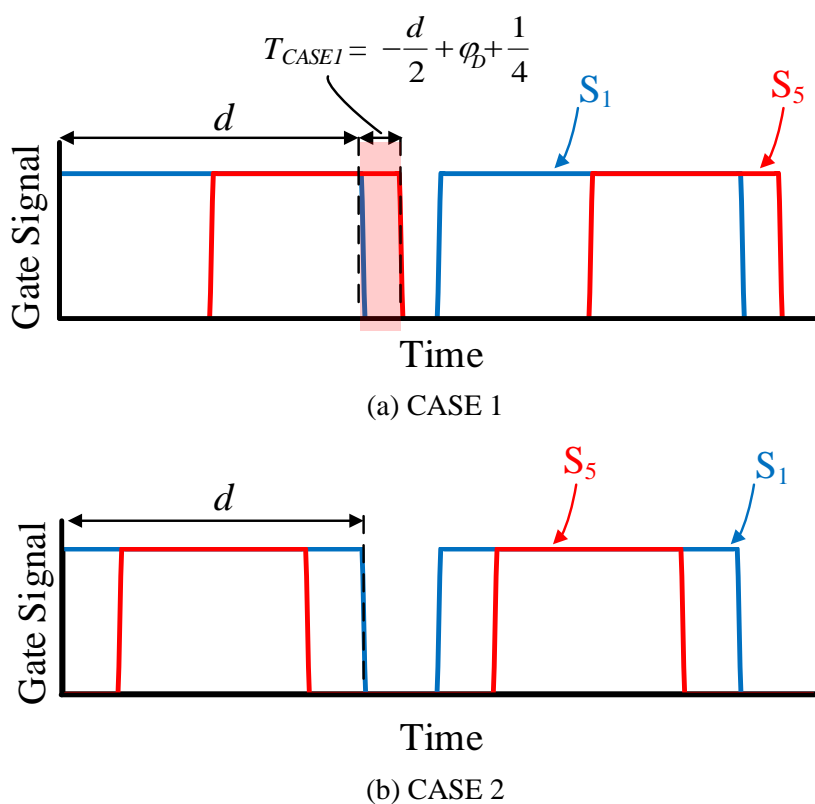 T_CASE1 = -d/2 + φ_D + 1/4
d
S₁
S₅
Gate Signal
Time
(a) CASE 1
d
S₅
S₁
Gate Signal
Time
(b) CASE 2